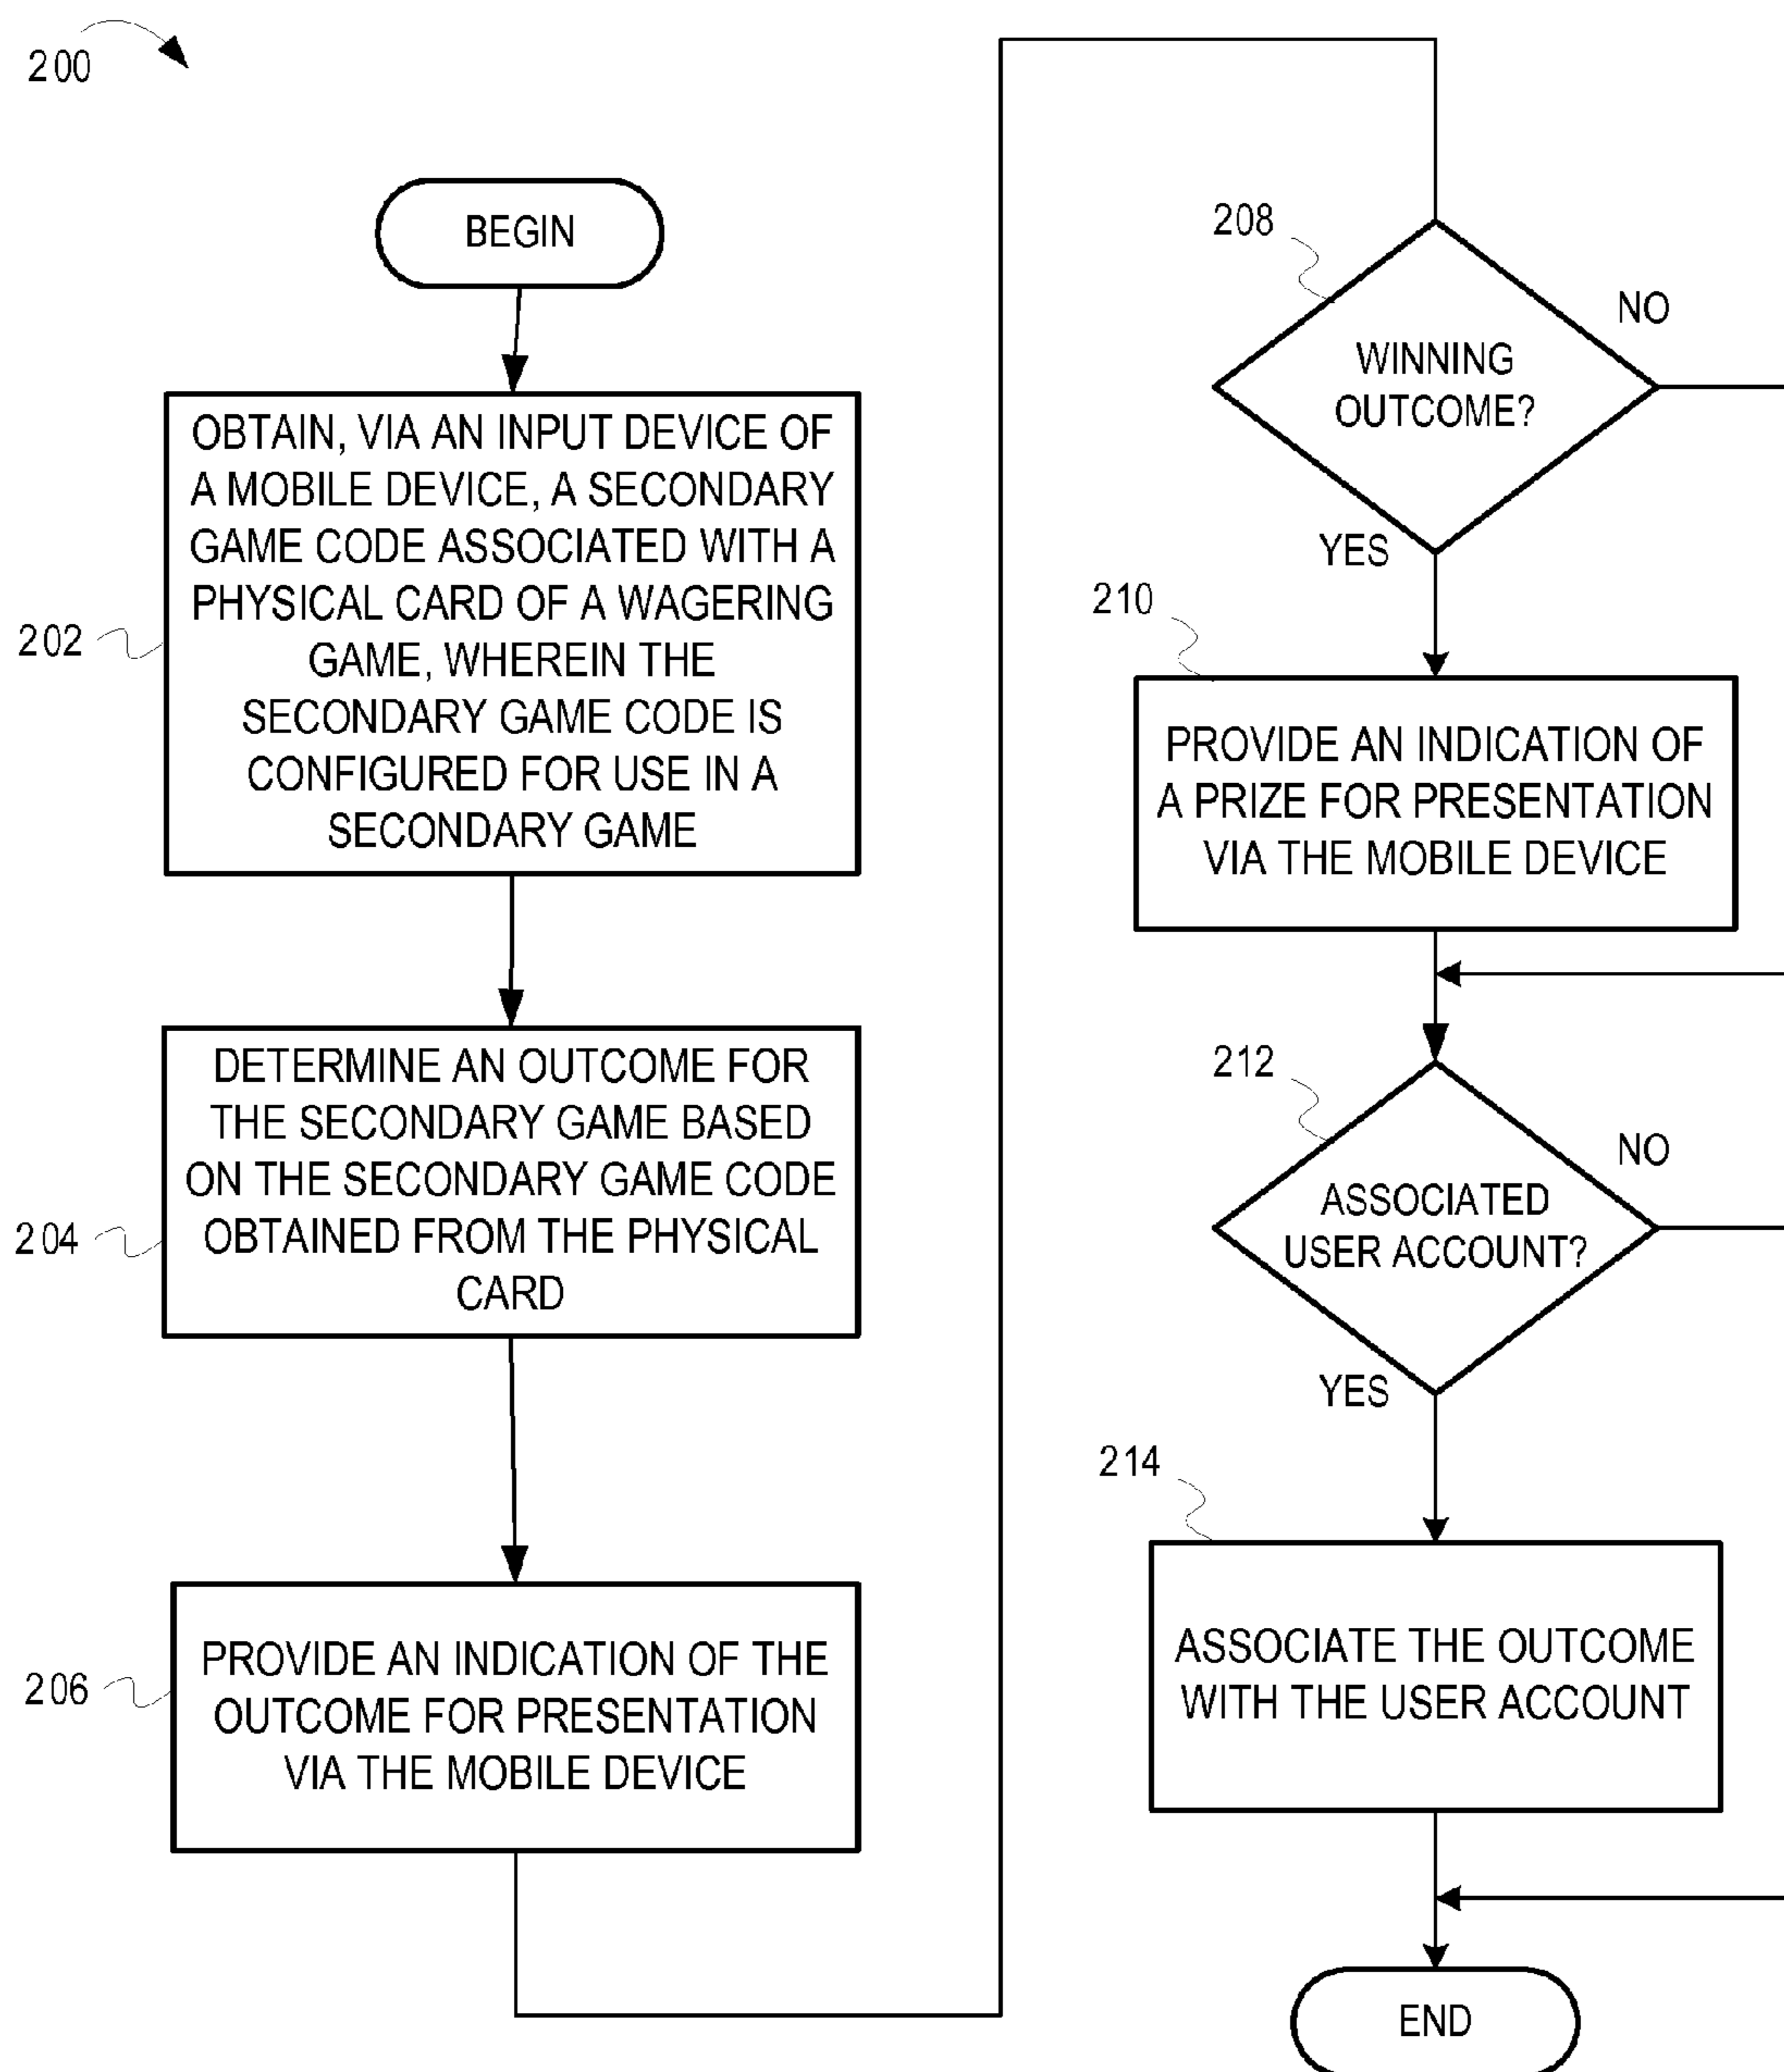 200
BEGIN
202
OBTAIN, VIA AN INPUT DEVICE OF
A MOBILE DEVICE, A SECONDARY
GAME CODE ASSOCIATED WITH A
PHYSICAL CARD OF A WAGERING
GAME, WHEREIN THE
SECONDARY GAME CODE IS
CONFIGURED FOR USE IN A
SECONDARY GAME
204
DETERMINE AN OUTCOME FOR
THE SECONDARY GAME BASED
ON THE SECONDARY GAME CODE
OBTAINED FROM THE PHYSICAL
CARD
206
PROVIDE AN INDICATION OF THE
OUTCOME FOR PRESENTATION
VIA THE MOBILE DEVICE
208
WINNING
OUTCOME?
NO
YES
210
PROVIDE AN INDICATION OF
A PRIZE FOR PRESENTATION
VIA THE MOBILE DEVICE
212
ASSOCIATED
USER ACCOUNT?
NO
YES
214
ASSOCIATE THE OUTCOME
WITH THE USER ACCOUNT
END